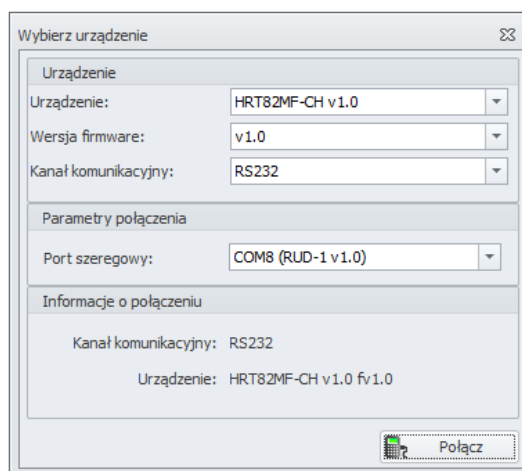 Wybierz urządzenie
Urządzenie
Urządzenie: HRT82MF-CH v1.0
Wersja firmware: v1.0
Kanał komunikacyjny: RS232
Parametry połączenia
Port szeregowy: COM8 (RUD-1 v1.0)
Informacje o połączeniu
Kanał komunikacyjny: RS232
Urządzenie: HRT82MF-CH v1.0 fv1.0
Połącz